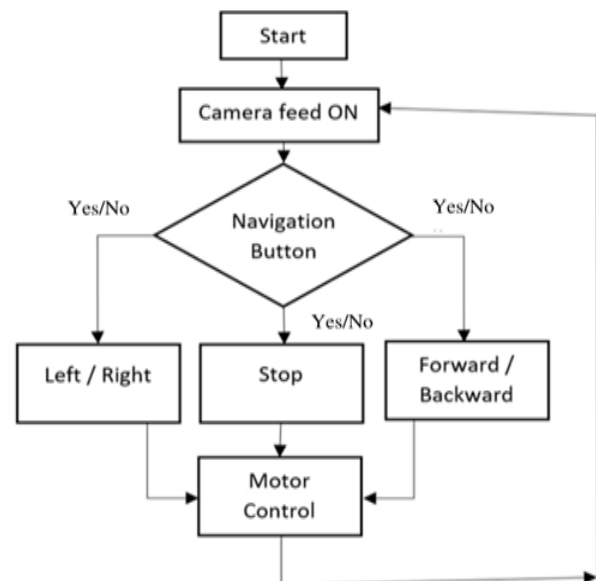 Start
Camera feed ON
Yes/No
Yes/No
Navigation
Button
Yes/No
Left / Right
Stop
Forward /
Backward
Motor
Control